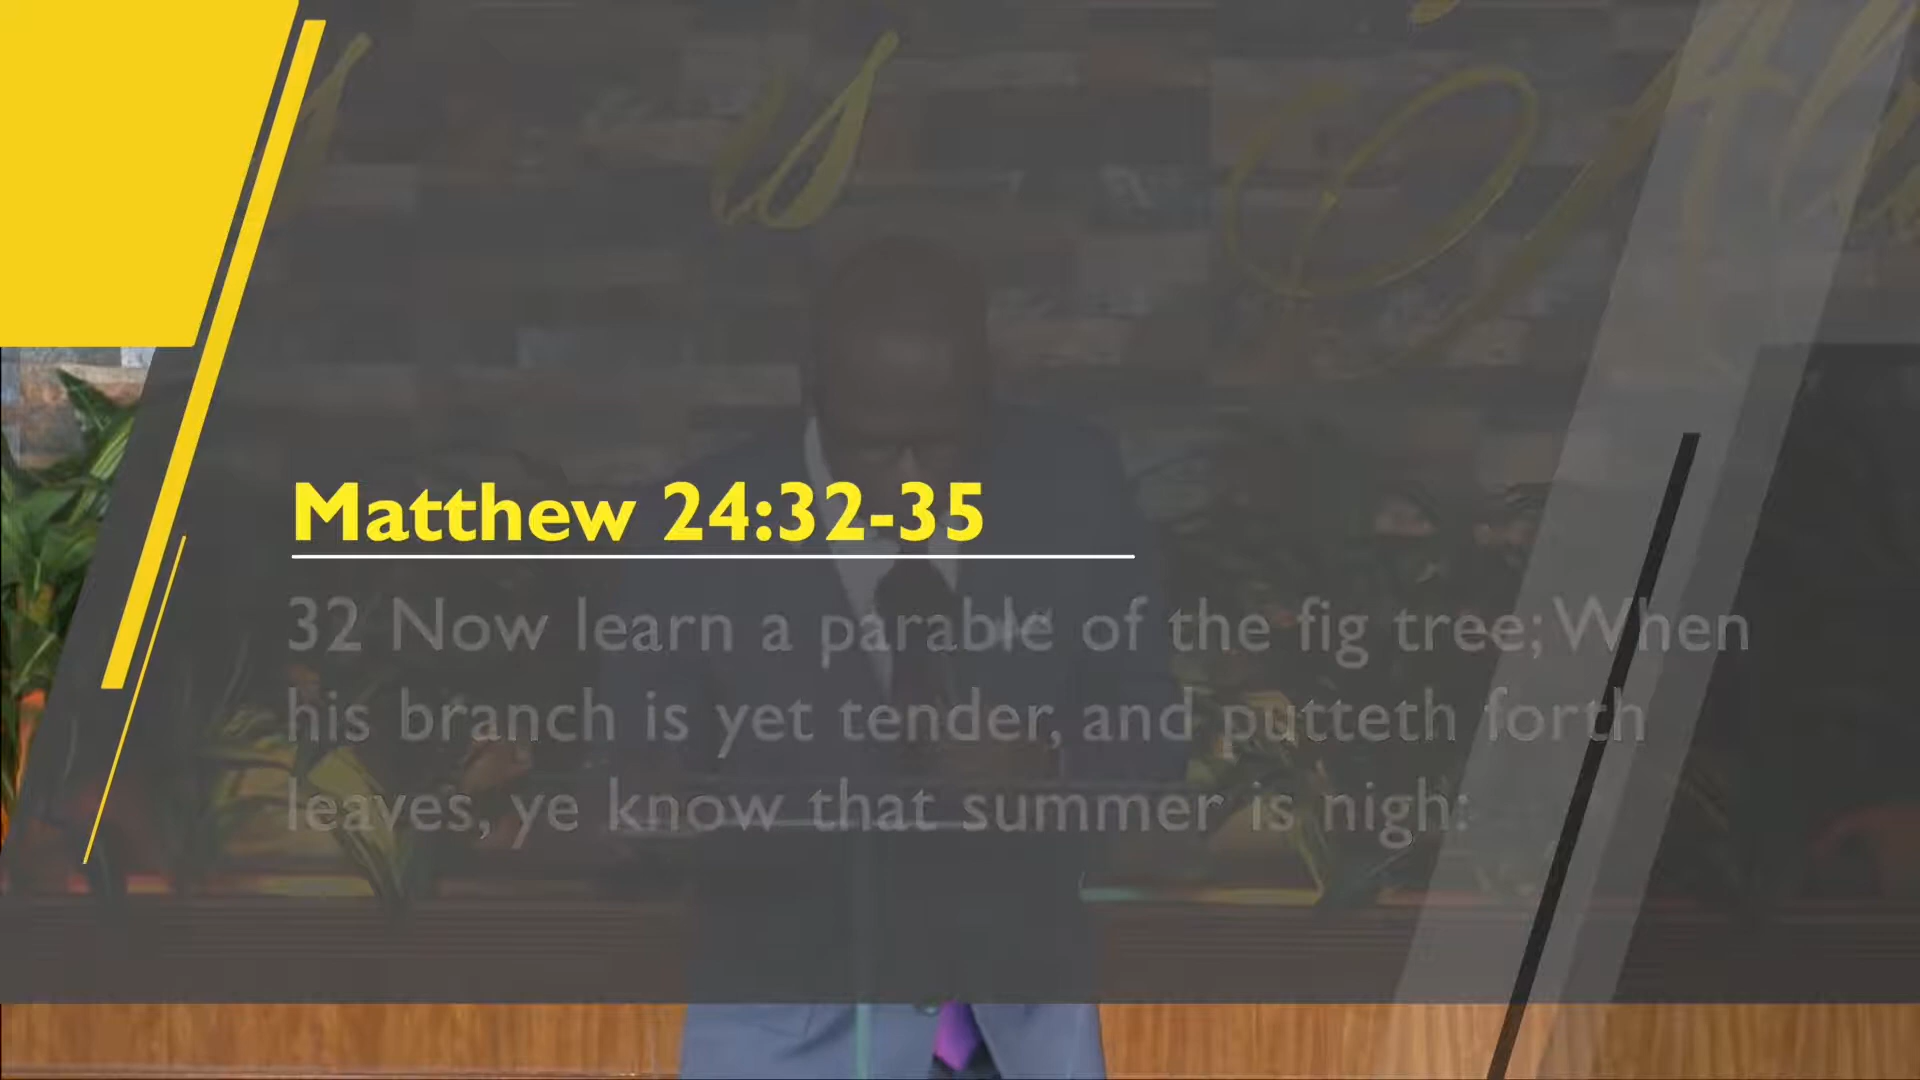 Matthew 24:32-35
32 Now learn a parable of the fig tree; When
his branch is yet tender, and putteth forth
leaves, ye know that summer is nigh: